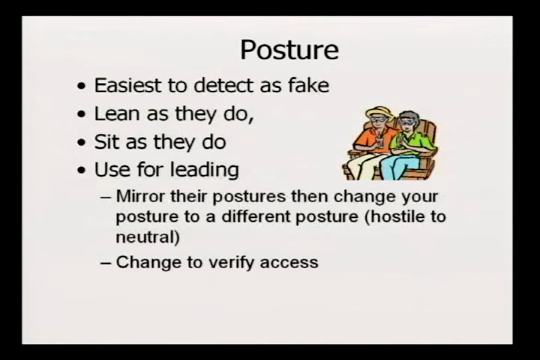 Posture
• Easiest to detect as fake
• Lean as they do,
• Sit as they do
• Use for leading
– Mirror their postures then change your
posture to a different posture (hostile to
neutral)
– Change to verify access